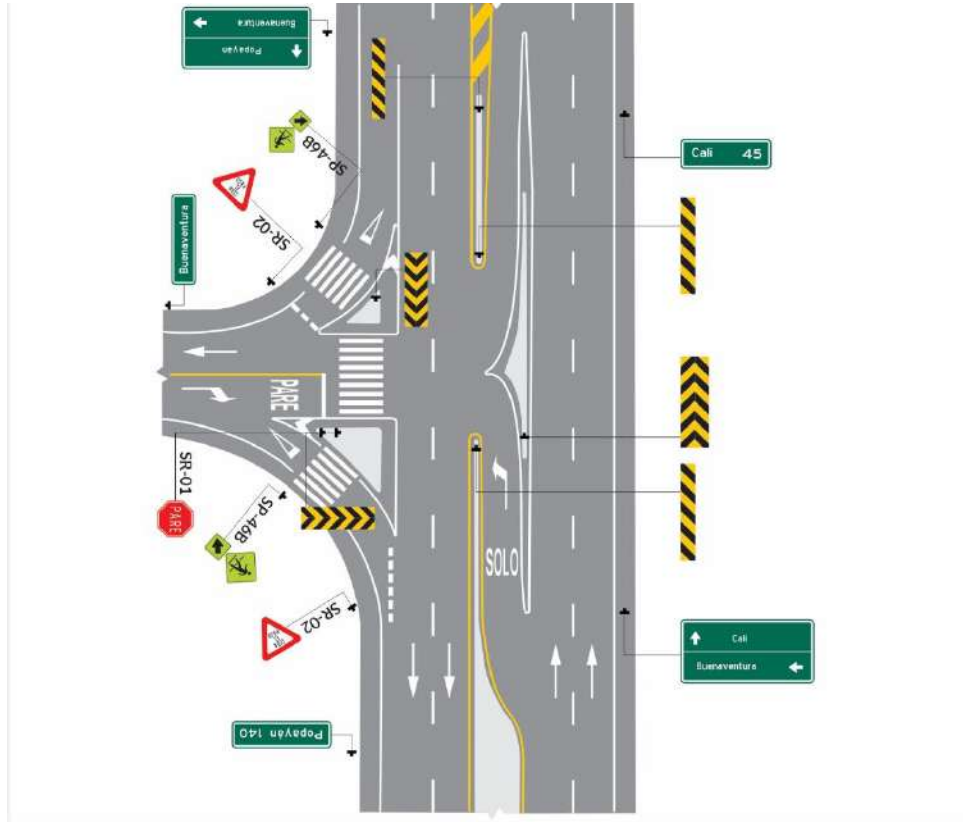 Buenaventura
Popayán
SP-46B
SR-02
Buenaventura
Cali 45
PARE
SR-01
PARE
SP-46B
SOLO
SR-02
Cali
Buenaventura
Popayán 140